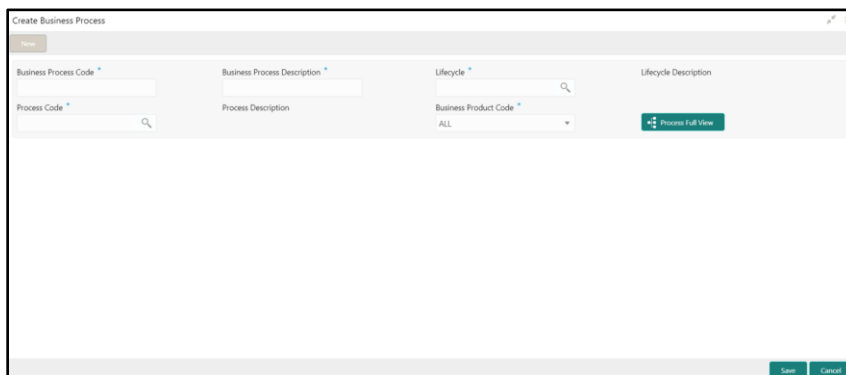 Create Business Process
New
Business Process Code *
Business Process Description *
Lifecycle *
Lifecycle Description
Process Code *
Process Description
Business Product Code *
ALL
Process Full View
Save
Cancel